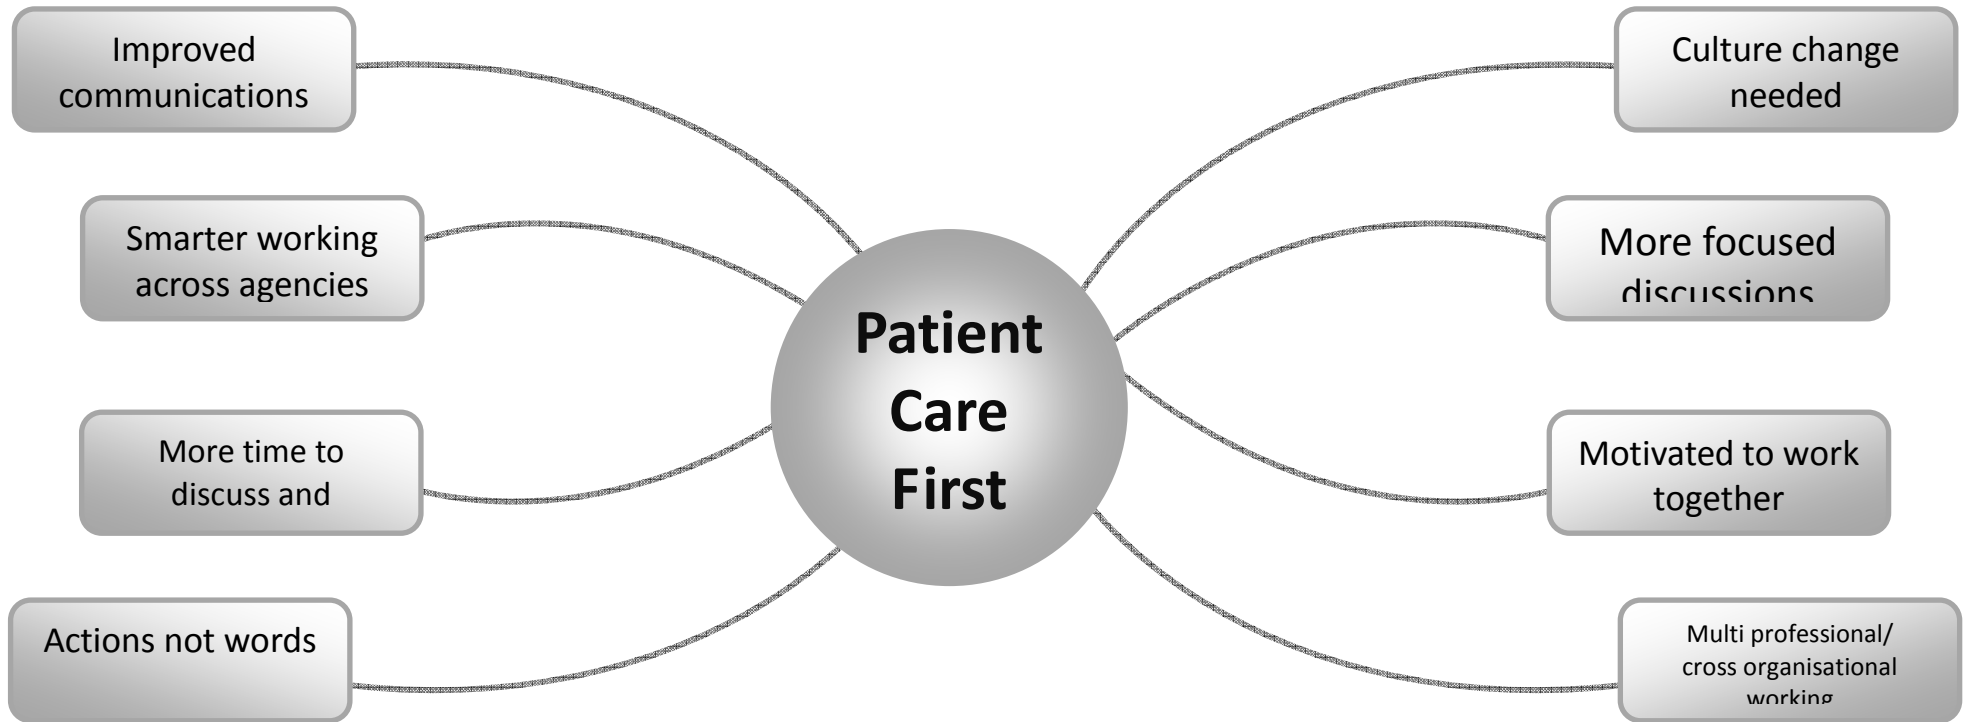 Improved
communications
Smarter working
across agencies
More time to
discuss and
Actions not words
Patient
Care
First
Culture change
needed
More focused
discussions
Motivated to work
together
Multi professional/
cross organisational
working